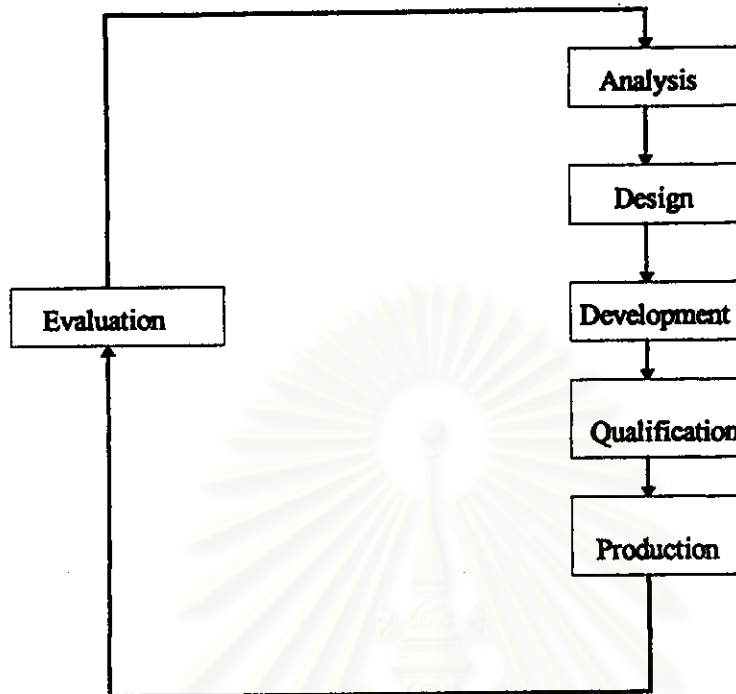 Analysis
Design
Evaluation
Development
Qualification
Production